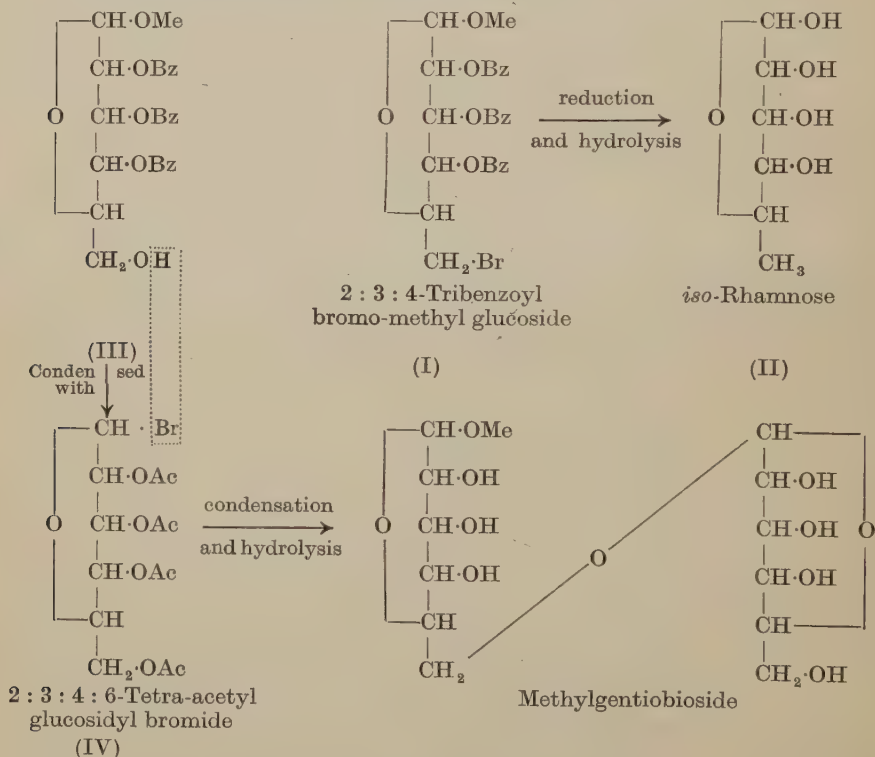 CH·OMe
CH·OBz
O CH·OBz
CH·OBz
CH
CH₂·OH
(III)
Conden sed
with
CH·OMe
CH·OBz
O CH·OBz
CH·OBz
CH
CH₂·Br
2 : 3 : 4-Tribenzoyl
bromo-methyl glucoside
(I)
reduction
and hydrolysis
CH·OH
CH·OH
O CH·OH
CH·OH
CH
CH₃
iso-Rhamnose
(II)
CH · Br
CH·OAc
O CH·OAc
CH·OAc
CH
CH₂·OAc
2 : 3 : 4 : 6-Tetra-acetyl
glucosidyl bromide
(IV)
condensation
and hydrolysis
CH·OMe
CH·OH
O CH·OH
CH·OH
CH
CH₂
O
CH
CH·OH
CH·OH O
CH·OH
CH
CH₂·OH
Methylgentiobioside